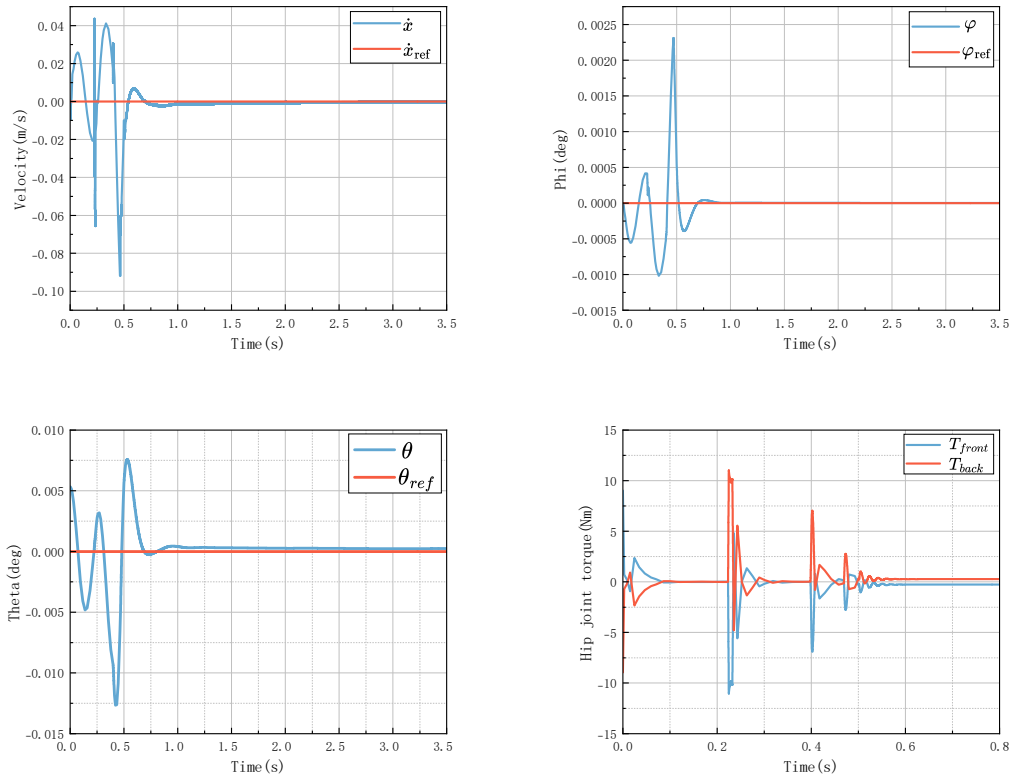 0.04
0.02
0.00
-0.02
-0.04
-0.06
-0.08
-0.10
Velocity(m/s)
ẋ
ẋref
0.0 0.5 1.0 1.5 2.0 2.5 3.0 3.5
Time(s)
0.0025
0.0020
0.0015
0.0010
0.0005
0.0000
-0.0005
-0.0010
-0.0015
Phi(deg)
φ
φref
0.0 0.5 1.0 1.5 2.0 2.5 3.0 3.5
Time(s)
0.010
0.005
0.000
-0.005
-0.010
-0.015
Theta(deg)
θ
θref
0.0 0.5 1.0 1.5 2.0 2.5 3.0 3.5
Time(s)
15
10
5
0
-5
-10
-15
Hip joint torque(Nm)
Tfront
Tback
0.0 0.2 0.4 0.6 0.8
Time(s)